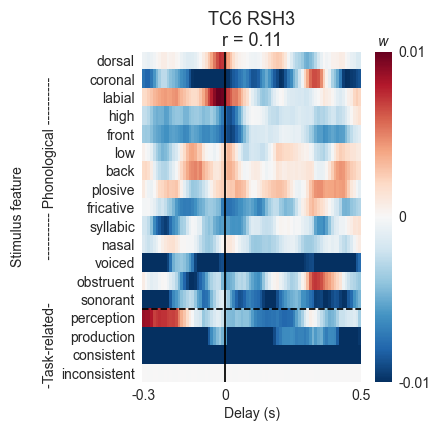 TC6 RSH3
r = 0.11
w
dorsal
coronal
labial
high
front
low
back
plosive
fricative
syllabic
nasal
voiced
obstruent
sonorant
perception
production
consistent
inconsistent
Stimulus feature
---------- Phonological ----------
-Task-related-
0.01
0
-0.01
-0.3
0
0.5
Delay (s)